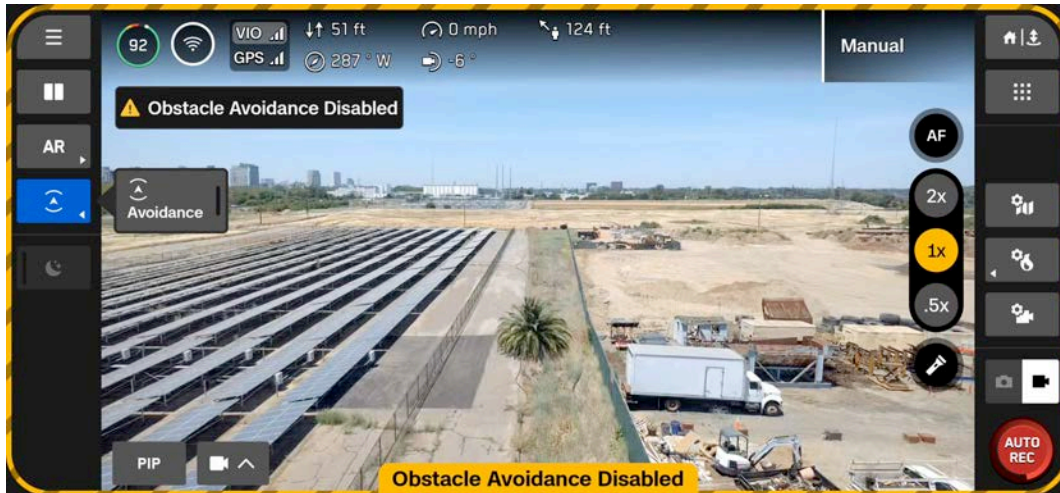 92
VIO
GPS
51 ft
287 ° W
0 mph
-6 °
124 ft
Manual
Obstacle Avoidance Disabled
AR
Avoidance
AF
2x
1x
.5x
PIP
AUTO
REC
Obstacle Avoidance Disabled